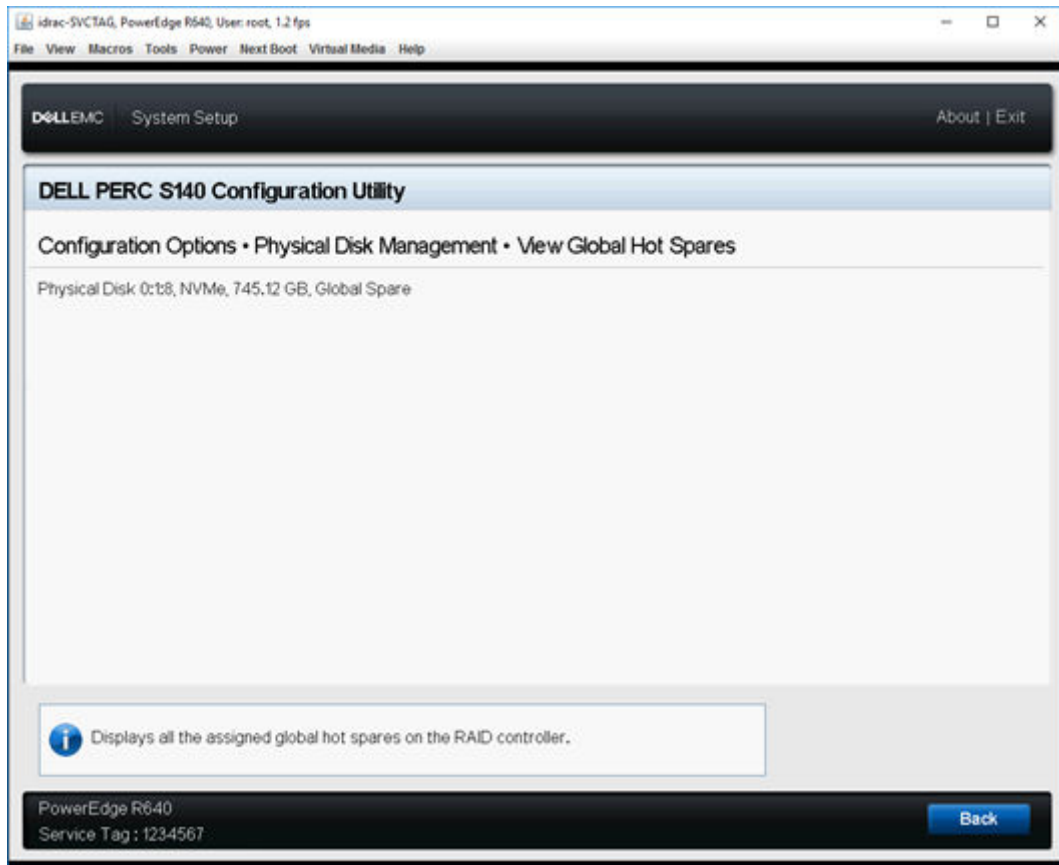 idrac-SVCTAG, PowerEdge R640, User: root, 1.2 fps
File View Macros Tools Power Next Boot Virtual Media Help
DELLEMC System Setup About | Exit
DELL PERC S140 Configuration Utility
Configuration Options • Physical Disk Management • View Global Hot Spares
Physical Disk 0:1:8, NVMe, 745.12 GB, Global Spare
Displays all the assigned global hot spares on the RAID controller.
PowerEdge R640
Service Tag : 1234567
Back